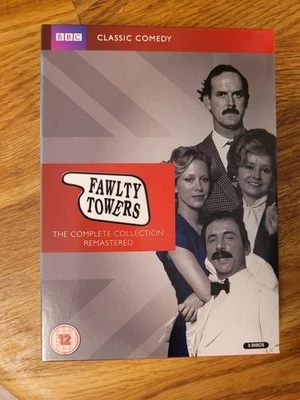 BBC CLASSIC COMEDY
FAWLTY
TOWERS
THE COMPLETE COLLECTION
REMASTERED
12
3 DISCS